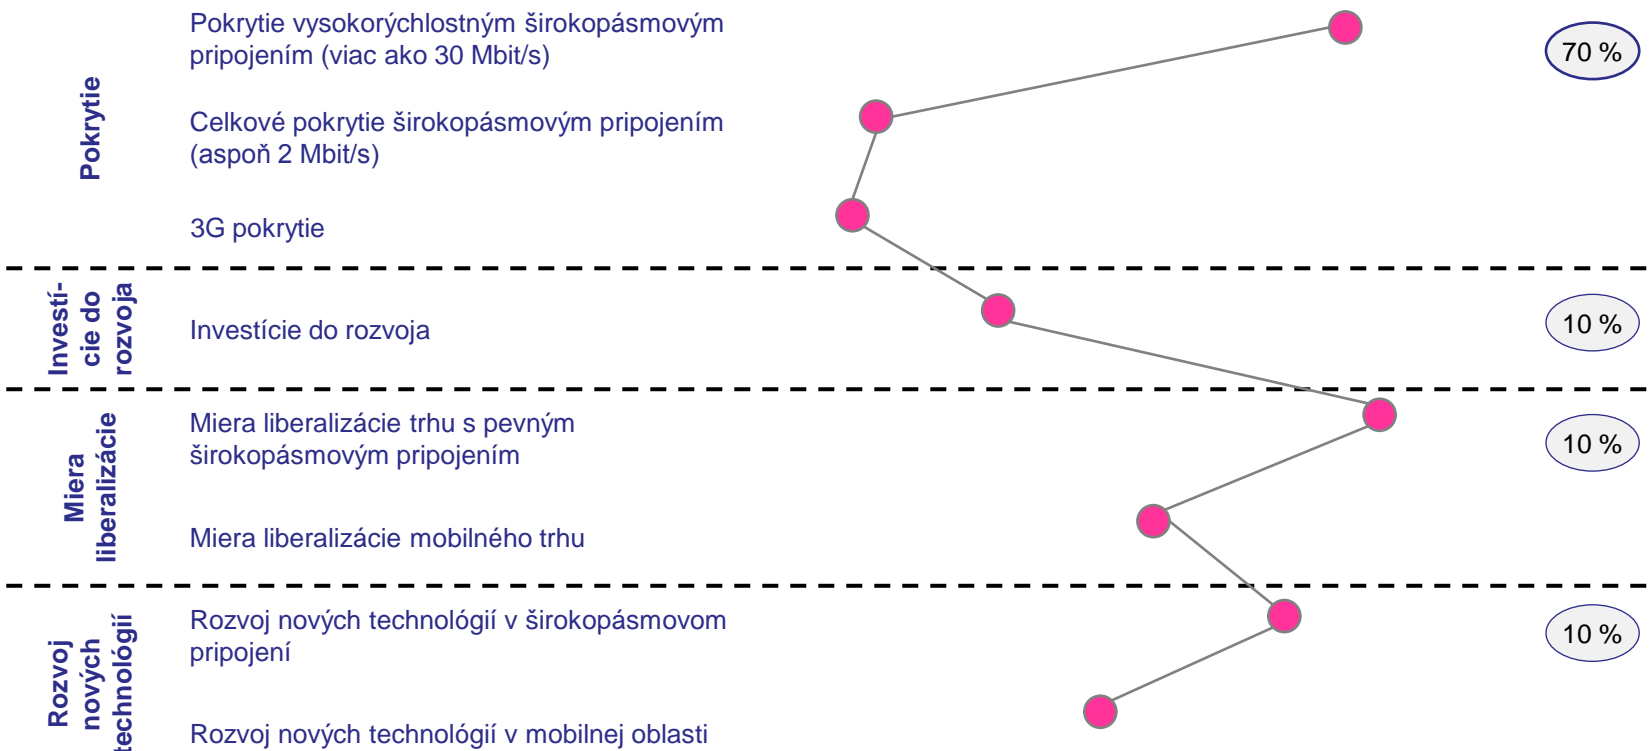 Pokrytie
Pokrytie vysokorýchlostným širokopásmovým
pripojením (viac ako 30 Mbit/s)
70 %
Celkové pokrytie širokopásmovým pripojením
(aspoň 2 Mbit/s)
3G pokrytie
Investí-
cie do
rozvoja
Investície do rozvoja
10 %
Miera
liberalizácie
Miera liberalizácie trhu s pevným
širokopásmovým pripojením
10 %
Miera liberalizácie mobilného trhu
Rozvoj
nových
technológií
Rozvoj nových technológií v širokopásmovom
pripojení
10 %
Rozvoj nových technológií v mobilnej oblasti